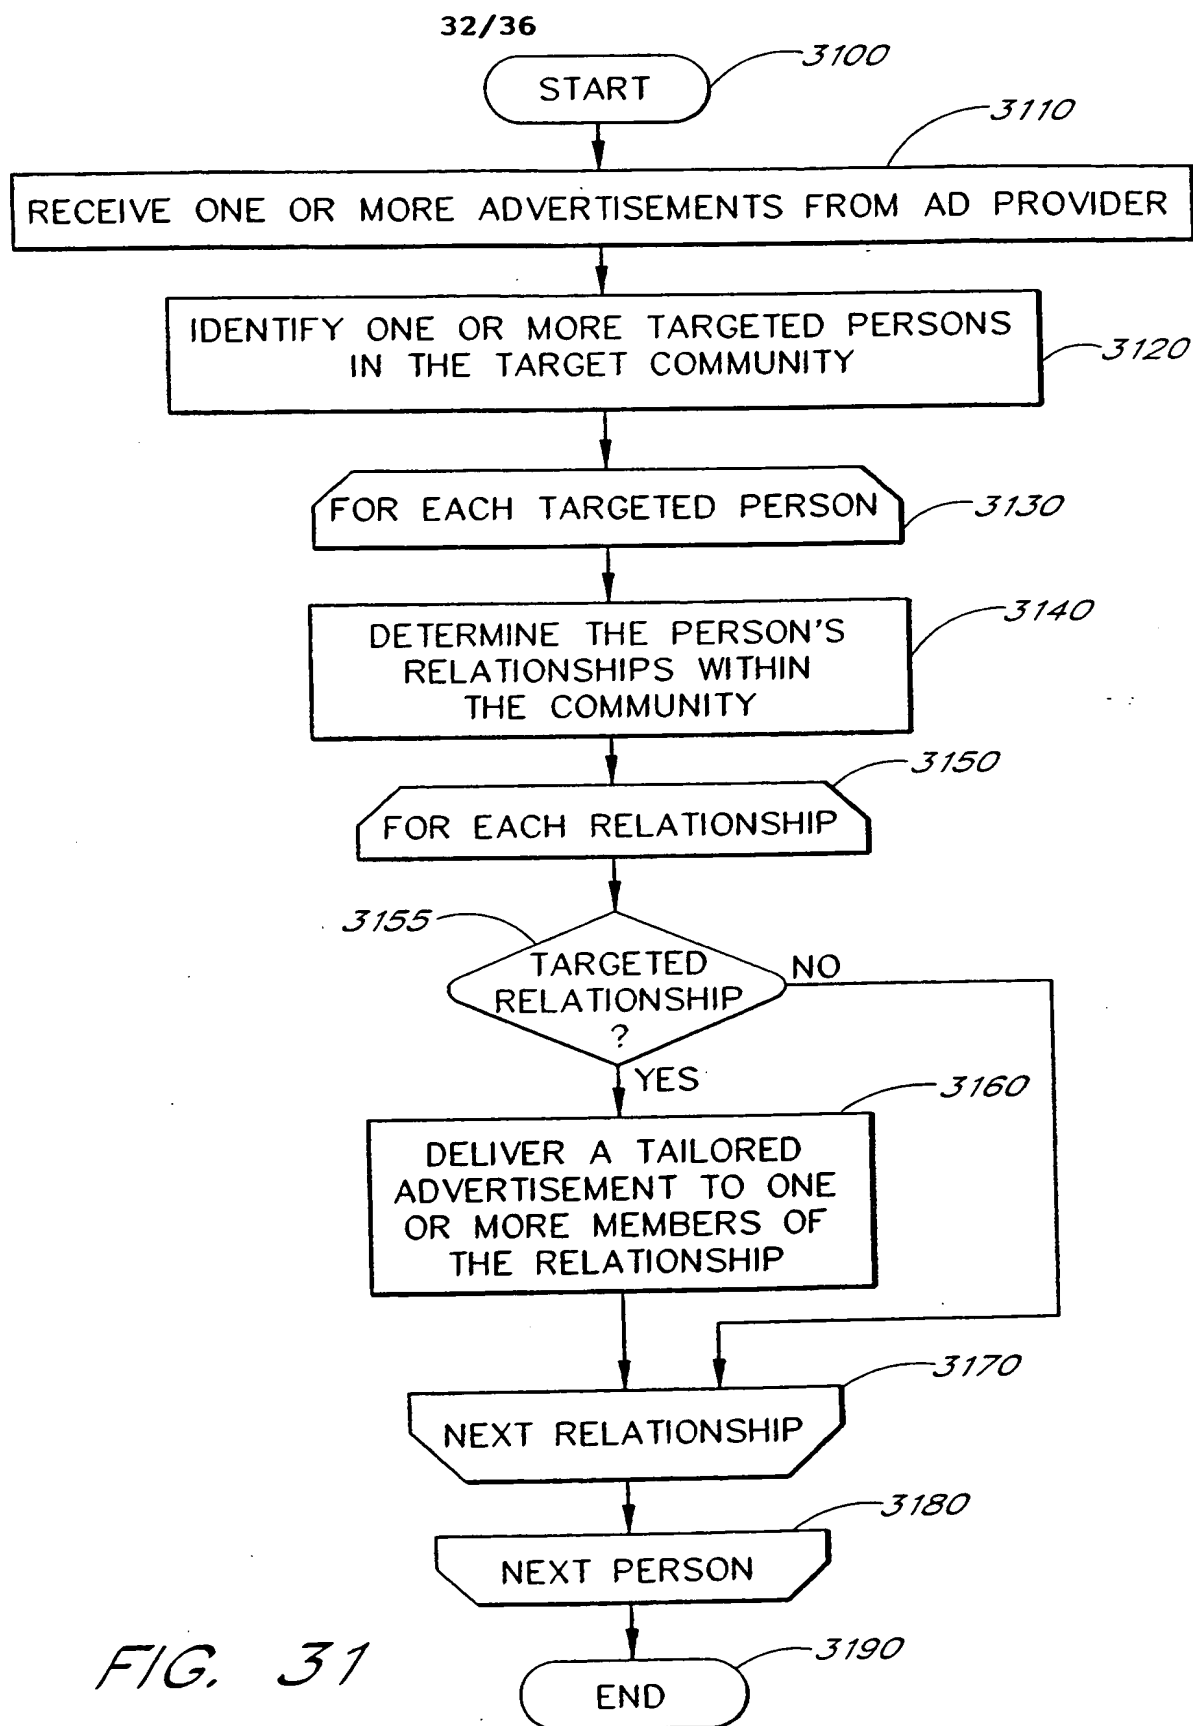 32/36
START
3100
3110
RECEIVE ONE OR MORE ADVERTISEMENTS FROM AD PROVIDER
IDENTIFY ONE OR MORE TARGETED PERSONS
IN THE TARGET COMMUNITY
3120
FOR EACH TARGETED PERSON
3130
DETERMINE THE PERSON'S
RELATIONSHIPS WITHIN
THE COMMUNITY
3140
3150
FOR EACH RELATIONSHIP
3155
TARGETED
RELATIONSHIP
?
NO
YES
3160
DELIVER A TAILORED
ADVERTISEMENT TO ONE
OR MORE MEMBERS OF
THE RELATIONSHIP
3170
NEXT RELATIONSHIP
3180
NEXT PERSON
3190
END
FIG. 31